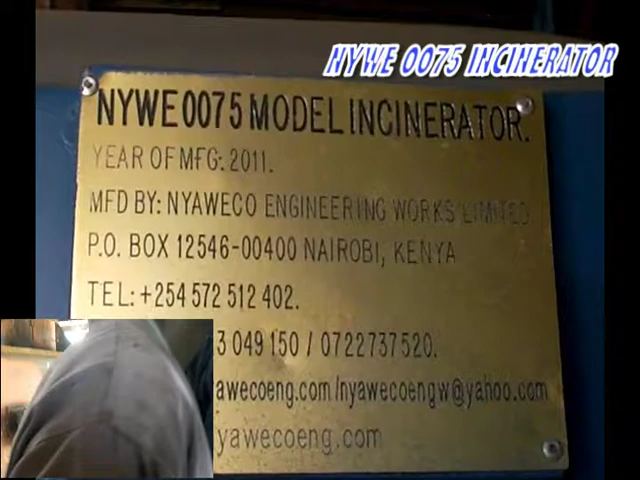 NYWE 0075 INCINERATOR
NYWE 0075 MODEL INCINERATOR.
YEAR OF MFG: 2011.
MFD BY: NYAWECO ENGINEERING WORKS LIMITED
P.O. BOX 12546-00400 NAIROBI, KENYA
TEL: +254 572 512 402.
3 049 150 / 0722737520.
awecoeng.com/nyawecoengw@yahoo.com
yawecoeng.com